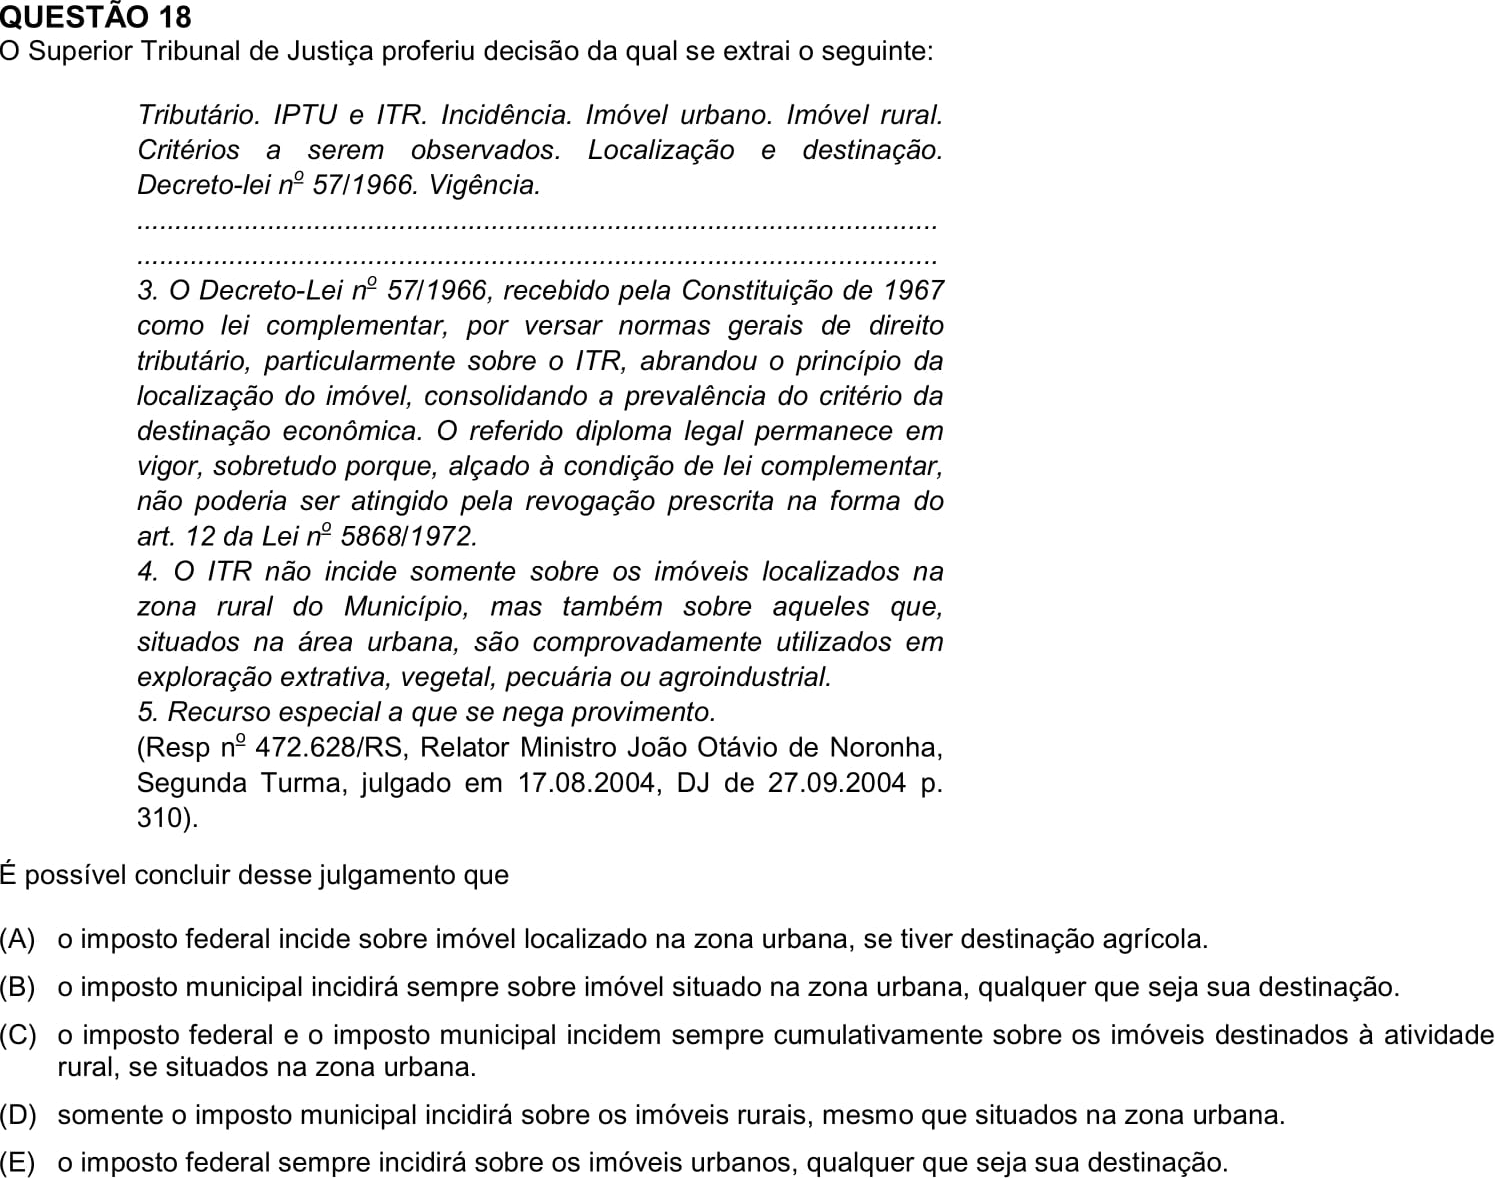 QUESTÃO 18
O Superior Tribunal de Justiça proferiu decisão da qual se extrai o seguinte:
Tributário. IPTU e ITR. Incidência. Imóvel urbano. Imóvel rural.
Critérios a serem observados. Localização e destinação.
Decreto-lei nº 57/1966. Vigência.
........................................................................................................
........................................................................................................
3. O Decreto-Lei nº 57/1966, recebido pela Constituição de 1967
como lei complementar, por versar normas gerais de direito
tributário, particularmente sobre o ITR, abrandou o princípio da
localização do imóvel, consolidando a prevalência do critério da
destinação econômica. O referido diploma legal permanece em
vigor, sobretudo porque, alçado à condição de lei complementar,
não poderia ser atingido pela revogação prescrita na forma do
art. 12 da Lei nº 5868/1972.
4. O ITR não incide somente sobre os imóveis localizados na
zona rural do Município, mas também sobre aqueles que,
situados na área urbana, são comprovadamente utilizados em
exploração extrativa, vegetal, pecuária ou agroindustrial.
5. Recurso especial a que se nega provimento.
(Resp nº 472.628/RS, Relator Ministro João Otávio de Noronha,
Segunda Turma, julgado em 17.08.2004, DJ de 27.09.2004 p.
310).
É possível concluir desse julgamento que
(A) o imposto federal incide sobre imóvel localizado na zona urbana, se tiver destinação agrícola.
(B) o imposto municipal incidirá sempre sobre imóvel situado na zona urbana, qualquer que seja sua destinação.
(C) o imposto federal e o imposto municipal incidem sempre cumulativamente sobre os imóveis destinados à atividade
rural, se situados na zona urbana.
(D) somente o imposto municipal incidirá sobre os imóveis rurais, mesmo que situados na zona urbana.
(E) o imposto federal sempre incidirá sobre os imóveis urbanos, qualquer que seja sua destinação.